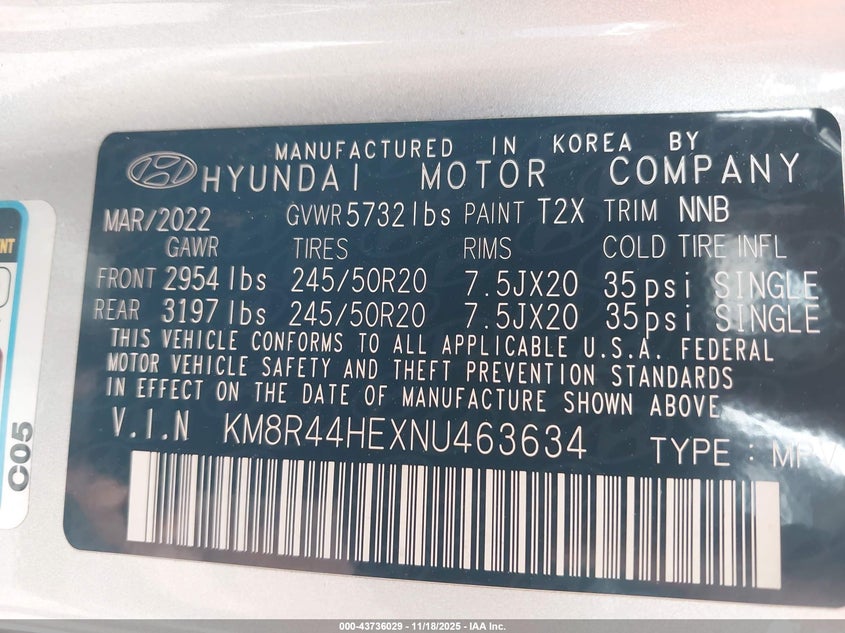 MANUFACTURED IN KOREA BY
HYUNDAI MOTOR COMPANY
MAR/2022 GVWR 5732 lbs PAINT T2X TRIM NNB
GAWR TIRES RIMS COLD TIRE INFL
FRONT 2954 lbs 245/50R20 7.5JX20 35psi SINGLE
REAR 3197 lbs 245/50R20 7.5JX20 35psi SINGLE
THIS VEHICLE CONFORMS TO ALL APPLICABLE U.S.A. FEDERAL
MOTOR VEHICLE SAFETY AND THEFT PREVENTION STANDARDS
IN EFFECT ON THE DATE OF MANUFACTURE SHOWN ABOVE.
V.I.N KM8R44HEXNU463634 TYPE : MPV
C05
000-43736029 - 11/18/2025 - IAA Inc.